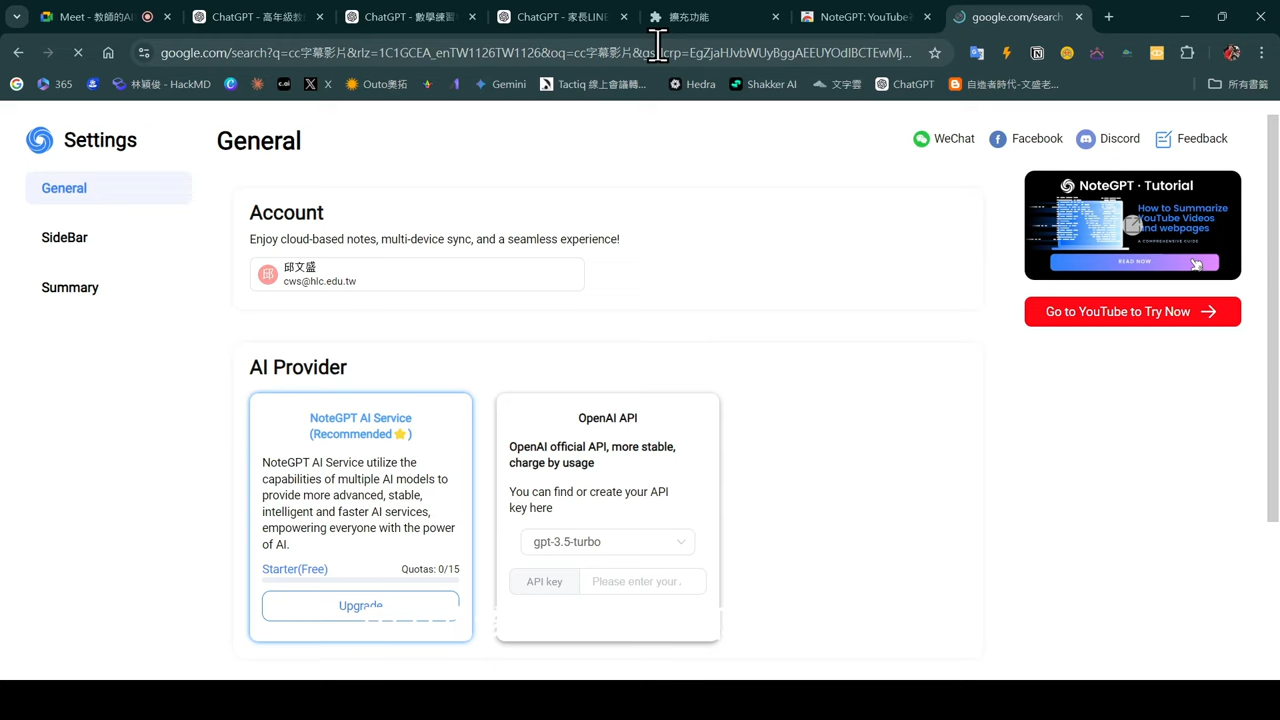 Meet - 教師的AI
ChatGPT - 高年級教
ChatGPT - 數學練習
ChatGPT - 家長LINE
擴充功能
NoteGPT: YouTube
google.com/search
google.com/search?q=cc字幕影片&rlz=1C1GCEA_enTW1126TW1126&oq=cc字幕影片&gs_lcrp=EgZjaHJvbWUyBggAEEUYOdIBCTEwMj...
365
林穎俊 - HackMD
c.ai
X
Outo奧拓
Gemini
Tactiq 線上會議轉...
Hedra
Shakker AI
文字雲
ChatGPT
自造者時代-文盛老...
所有書籤
Settings
General
WeChat
Facebook
Discord
Feedback
General
SideBar
Summary
Account
Enjoy cloud-based notes, multi-device sync, and a seamless experience!
邱
邱文盛
cws@hlc.edu.tw
NoteGPT · Tutorial
How to Summarize
YouTube Videos
and webpages
A COMPREHENSIVE GUIDE
READ NOW
Go to YouTube to Try Now
AI Provider
NoteGPT AI Service
(Recommended⭐)
NoteGPT AI Service utilize the
capabilities of multiple AI models to
provide more advanced, stable,
intelligent and faster AI services,
empowering everyone with the power
of AI.
Starter(Free)
Quotas: 0/15
Upgrade
OpenAI API
OpenAI official API, more stable,
charge by usage
You can find or create your API
key here
gpt-3.5-turbo
API key
Please enter your